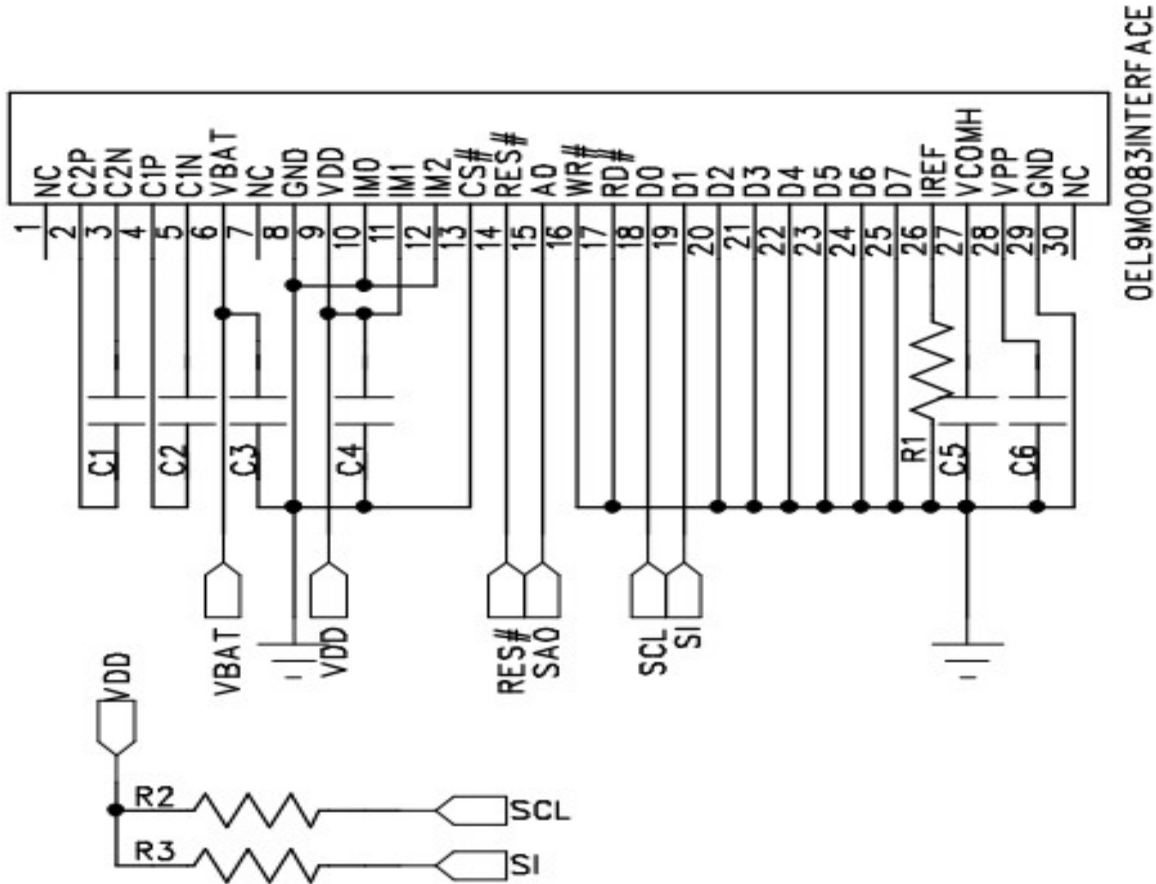 OEL9M0083INTERFACE
NC
C2P
C2N
C1P
C1N
VBAT
NC
GND
VDD
IM0
IM1
IM2
CS#
RES#
A0
WR#
RD#
D0
D1
D2
D3
D4
D5
D6
D7
IREF
VCOMH
VPP
GND
NC
1
2
3
4
5
6
7
8
9
10
11
12
13
14
15
16
17
18
19
20
21
22
23
24
25
26
27
28
29
30
C1
C2
C3
C4
R1
C5
C6
VBAT
VDD
RES#
SA0
SCL
SI
VDD
R2
SCL
R3
SI